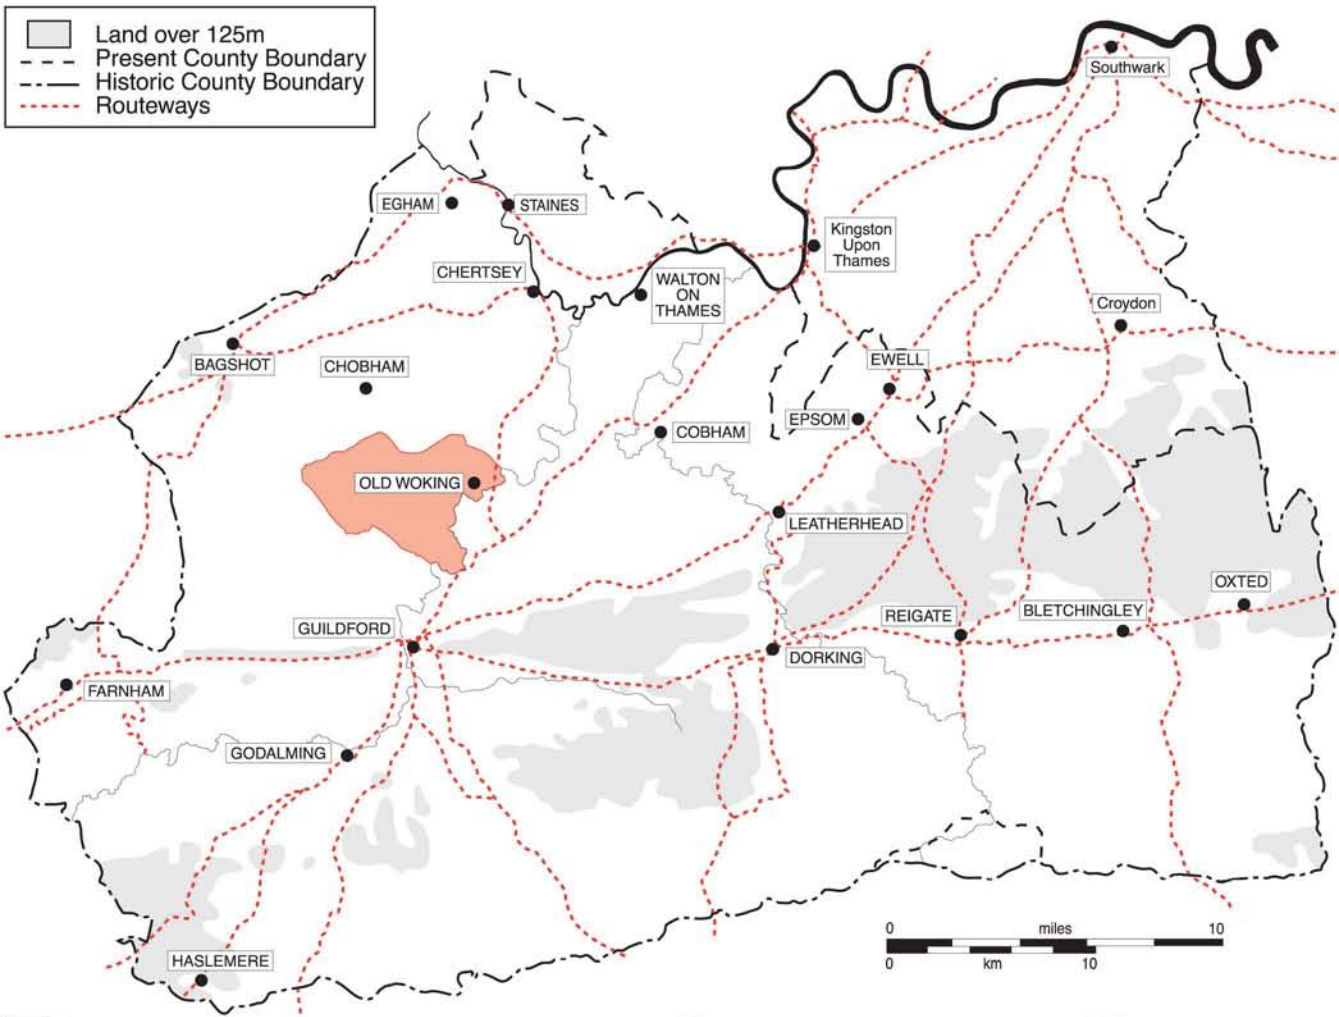 Land over 125m
Present County Boundary
Historic County Boundary
Routeways
Southwark
EGHAM
STAINES
Kingston
Upon
Thames
CHERTSEY
WALTON
ON
THAMES
Croydon
BAGSHOT
CHOBHAM
EWELL
EPSOM
COBHAM
OLD WOKING
LEATHERHEAD
OXTED
BLETCHINGLEY
REIGATE
GUILDFORD
DORKING
FARNHAM
GODALMING
HASLEMERE
0 miles 10
0 km 10